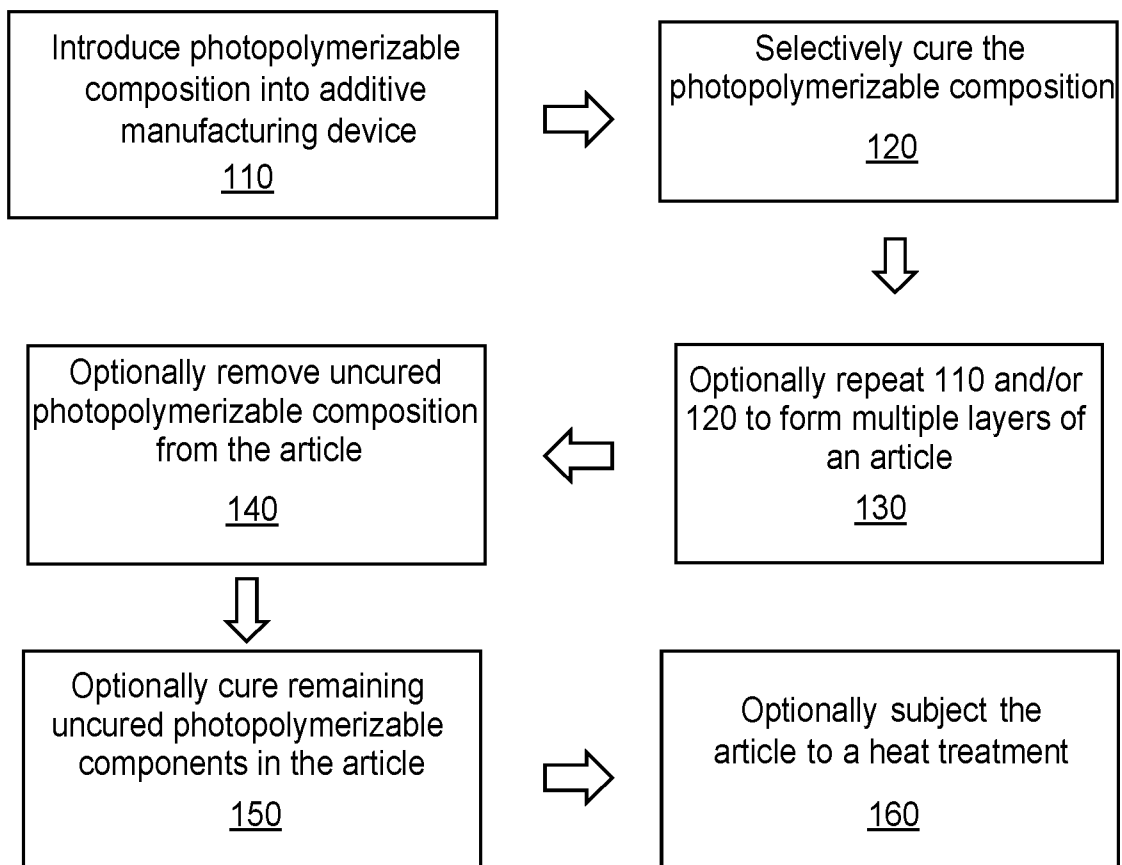 Introduce photopolymerizable
composition into additive
manufacturing device
110
Selectively cure the
photopolymerizable composition
120
Optionally repeat 110 and/or
120 to form multiple layers of
an article
130
Optionally remove uncured
photopolymerizable composition
from the article
140
Optionally cure remaining
uncured photopolymerizable
components in the article
150
Optionally subject the
article to a heat treatment
160